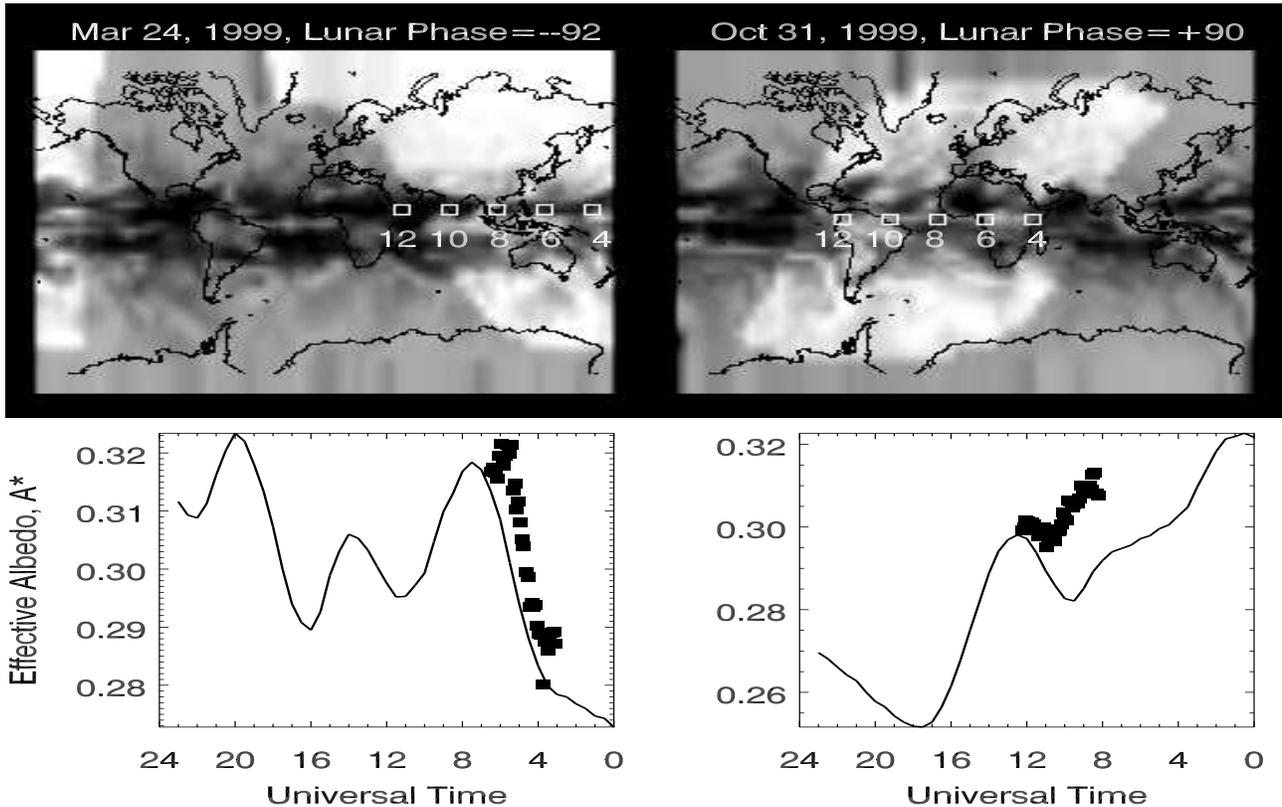 Mar 24, 1999, Lunar Phase=--92
Oct 31, 1999, Lunar Phase=+90
12 10 8 6 4
12 10 8 6 4
Effective Albedo, A*
0.32
0.31
0.30
0.29
0.28
24 20 16 12 8 4 0
Universal Time
0.32
0.30
0.28
0.26
24 20 16 12 8 4 0
Universal Time